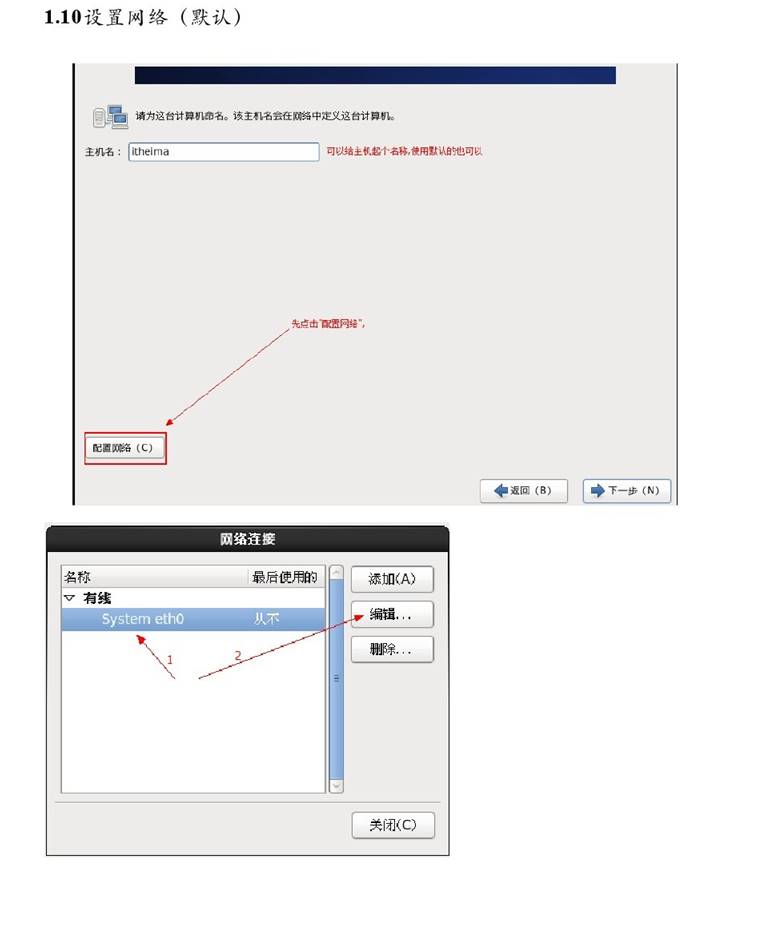 1.10设置网络（默认）
请为这台计算机命名。该主机名会在网络中定义这台计算机。
主机名： itheima 可以给主机起个名称,使用默认的也可以
先点击"配置网络",
配置网络（C）
返回（B） 下一步（N）
网络连接
名称 最后使用的 添加(A)
有线
System eth0 从不 编辑...
1 2 删除...
关闭(C)